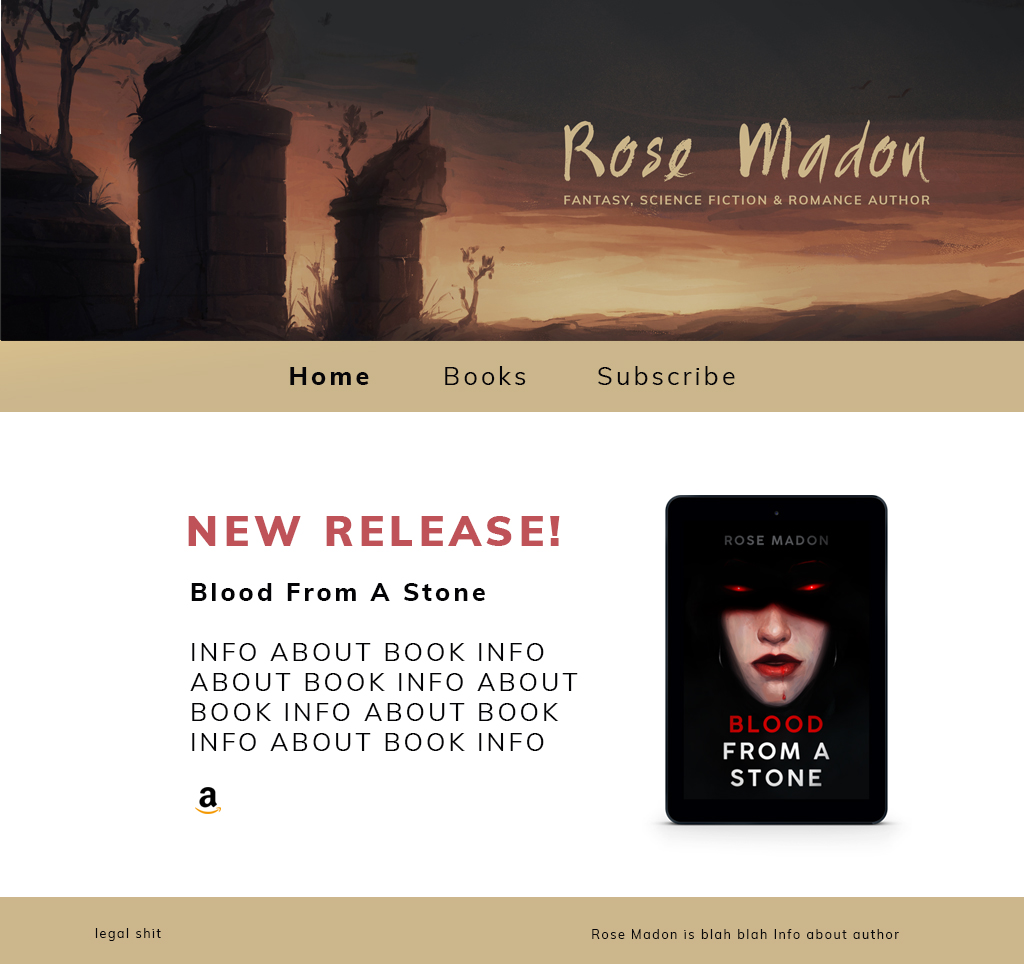 Rose Madon
FANTASY, SCIENCE FICTION & ROMANCE AUTHOR
Home Books Subscribe
NEW RELEASE!
Blood From A Stone
INFO ABOUT BOOK INFO
ABOUT BOOK INFO ABOUT
BOOK INFO ABOUT BOOK
INFO ABOUT BOOK INFO
a
ROSE MADON
BLOOD
FROM A
STONE
legal shit
Rose Madon is blah blah Info about author